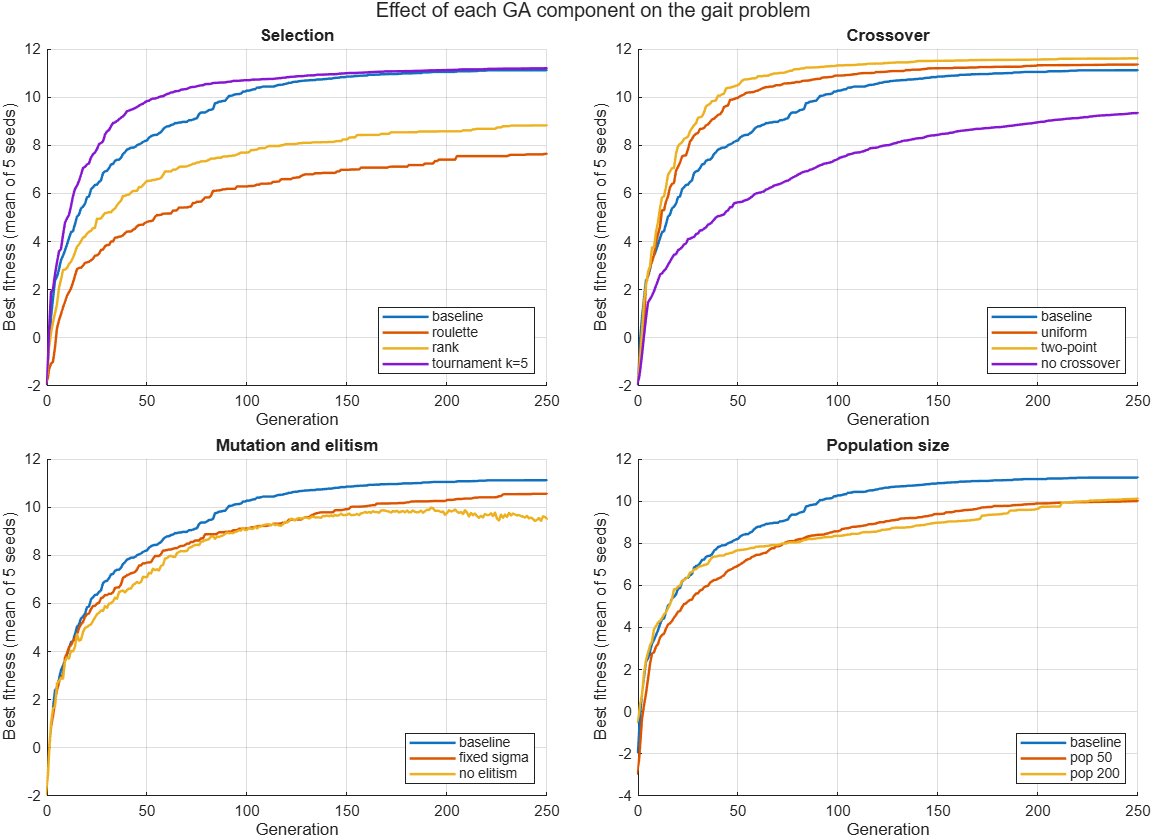 Effect of each GA component on the gait problem
Selection
12
10
8
6
4
2
0
-2
Best fitness (mean of 5 seeds)
baseline
roulette
rank
tournament k=5
0 50 100 150 200 250
Generation
Crossover
12
10
8
6
4
2
0
-2
Best fitness (mean of 5 seeds)
baseline
uniform
two-point
no crossover
0 50 100 150 200 250
Generation
Mutation and elitism
12
10
8
6
4
2
0
-2
Best fitness (mean of 5 seeds)
baseline
fixed sigma
no elitism
0 50 100 150 200 250
Generation
Population size
12
10
8
6
4
2
0
-2
-4
Best fitness (mean of 5 seeds)
baseline
pop 50
pop 200
0 50 100 150 200 250
Generation